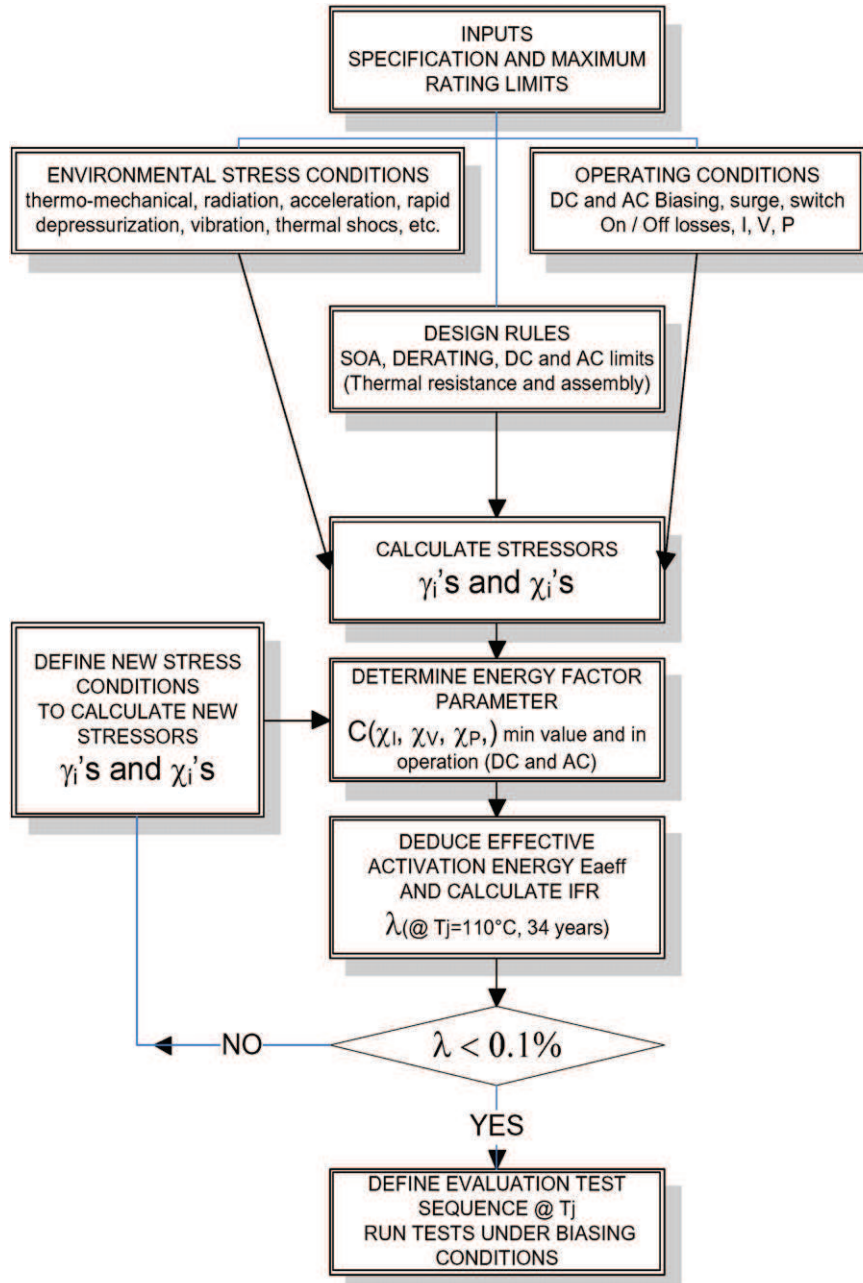 INPUTS
SPECIFICATION AND MAXIMUM
RATING LIMITS
ENVIRONMENTAL STRESS CONDITIONS
thermo-mechanical, radiation, acceleration, rapid
depressurization, vibration, thermal shocs, etc.
OPERATING CONDITIONS
DC and AC Biasing, surge, switch
On / Off losses, I, V, P
DESIGN RULES
SOA, DERATING, DC and AC limits
(Thermal resistance and assembly)
CALCULATE STRESSORS
γi's and χi's
DEFINE NEW STRESS
CONDITIONS
TO CALCULATE NEW
STRESSORS
γi's and χi's
DETERMINE ENERGY FACTOR
PARAMETER
C(χI, χV, χP,) min value and in
operation (DC and AC)
DEDUCE EFFECTIVE
ACTIVATION ENERGY Eaeff
AND CALCULATE IFR
λ(@ Tj=110°C, 34 years)
λ < 0.1%
NO
YES
DEFINE EVALUATION TEST
SEQUENCE @ Tj
RUN TESTS UNDER BIASING
CONDITIONS